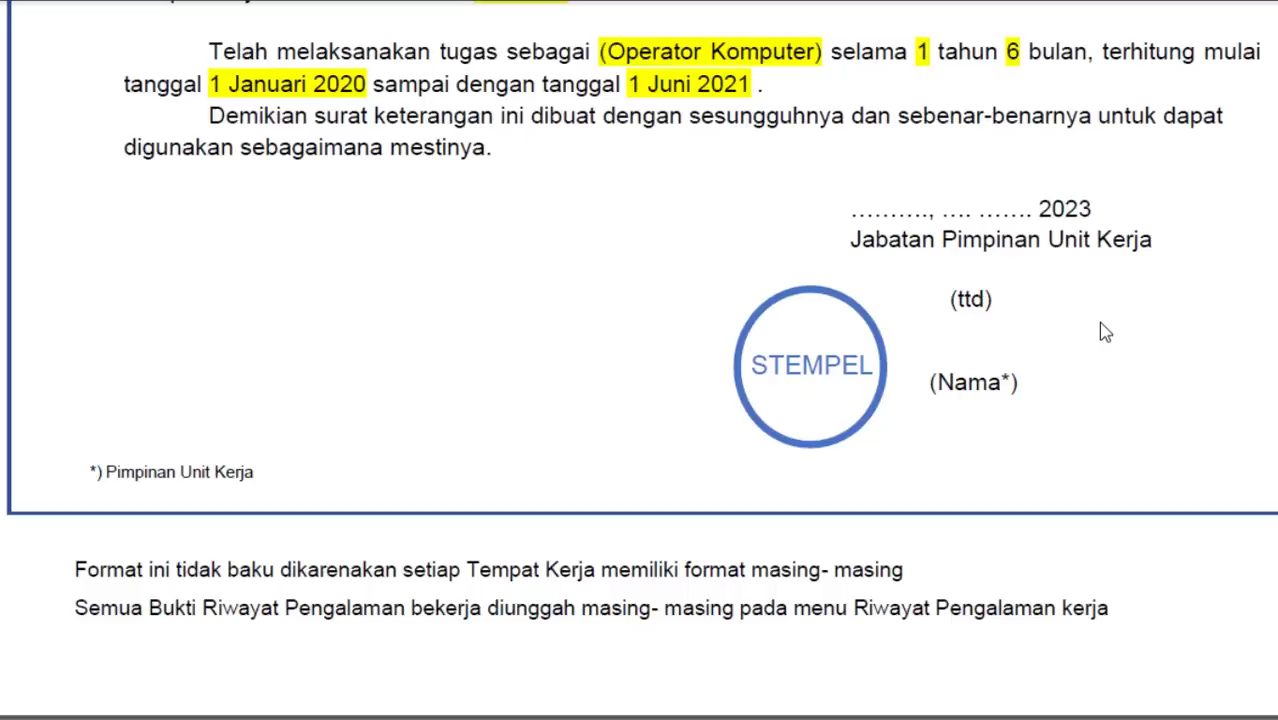 Telah melaksanakan tugas sebagai (Operator Komputer) selama 1 tahun 6 bulan, terhitung mulai
tanggal 1 Januari 2020 sampai dengan tanggal 1 Juni 2021 .
Demikian surat keterangan ini dibuat dengan sesungguhnya dan sebenar-benarnya untuk dapat
digunakan sebagaimana mestinya.
………., …. ……. 2023
Jabatan Pimpinan Unit Kerja
(ttd)
STEMPEL
(Nama*)
*) Pimpinan Unit Kerja
Format ini tidak baku dikarenakan setiap Tempat Kerja memiliki format masing- masing
Semua Bukti Riwayat Pengalaman bekerja diunggah masing- masing pada menu Riwayat Pengalaman kerja